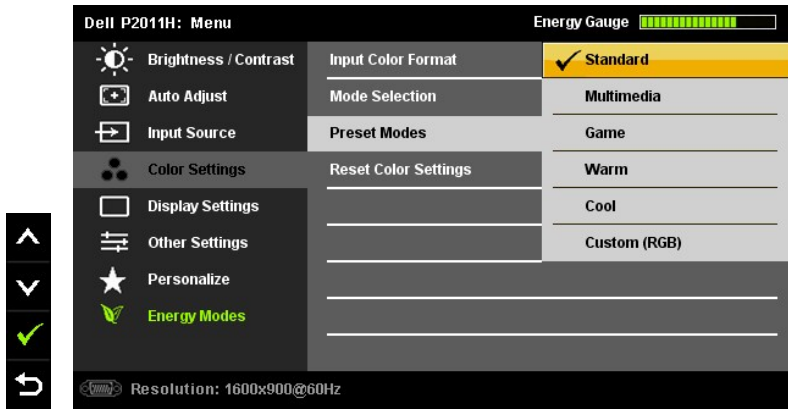 Dell P2011H: Menu
Energy Gauge
Brightness / Contrast
Auto Adjust
Input Source
Color Settings
Display Settings
Other Settings
Personalize
Energy Modes
Input Color Format
Mode Selection
Preset Modes
Reset Color Settings
Standard
Multimedia
Game
Warm
Cool
Custom (RGB)
Resolution: 1600x900@60Hz